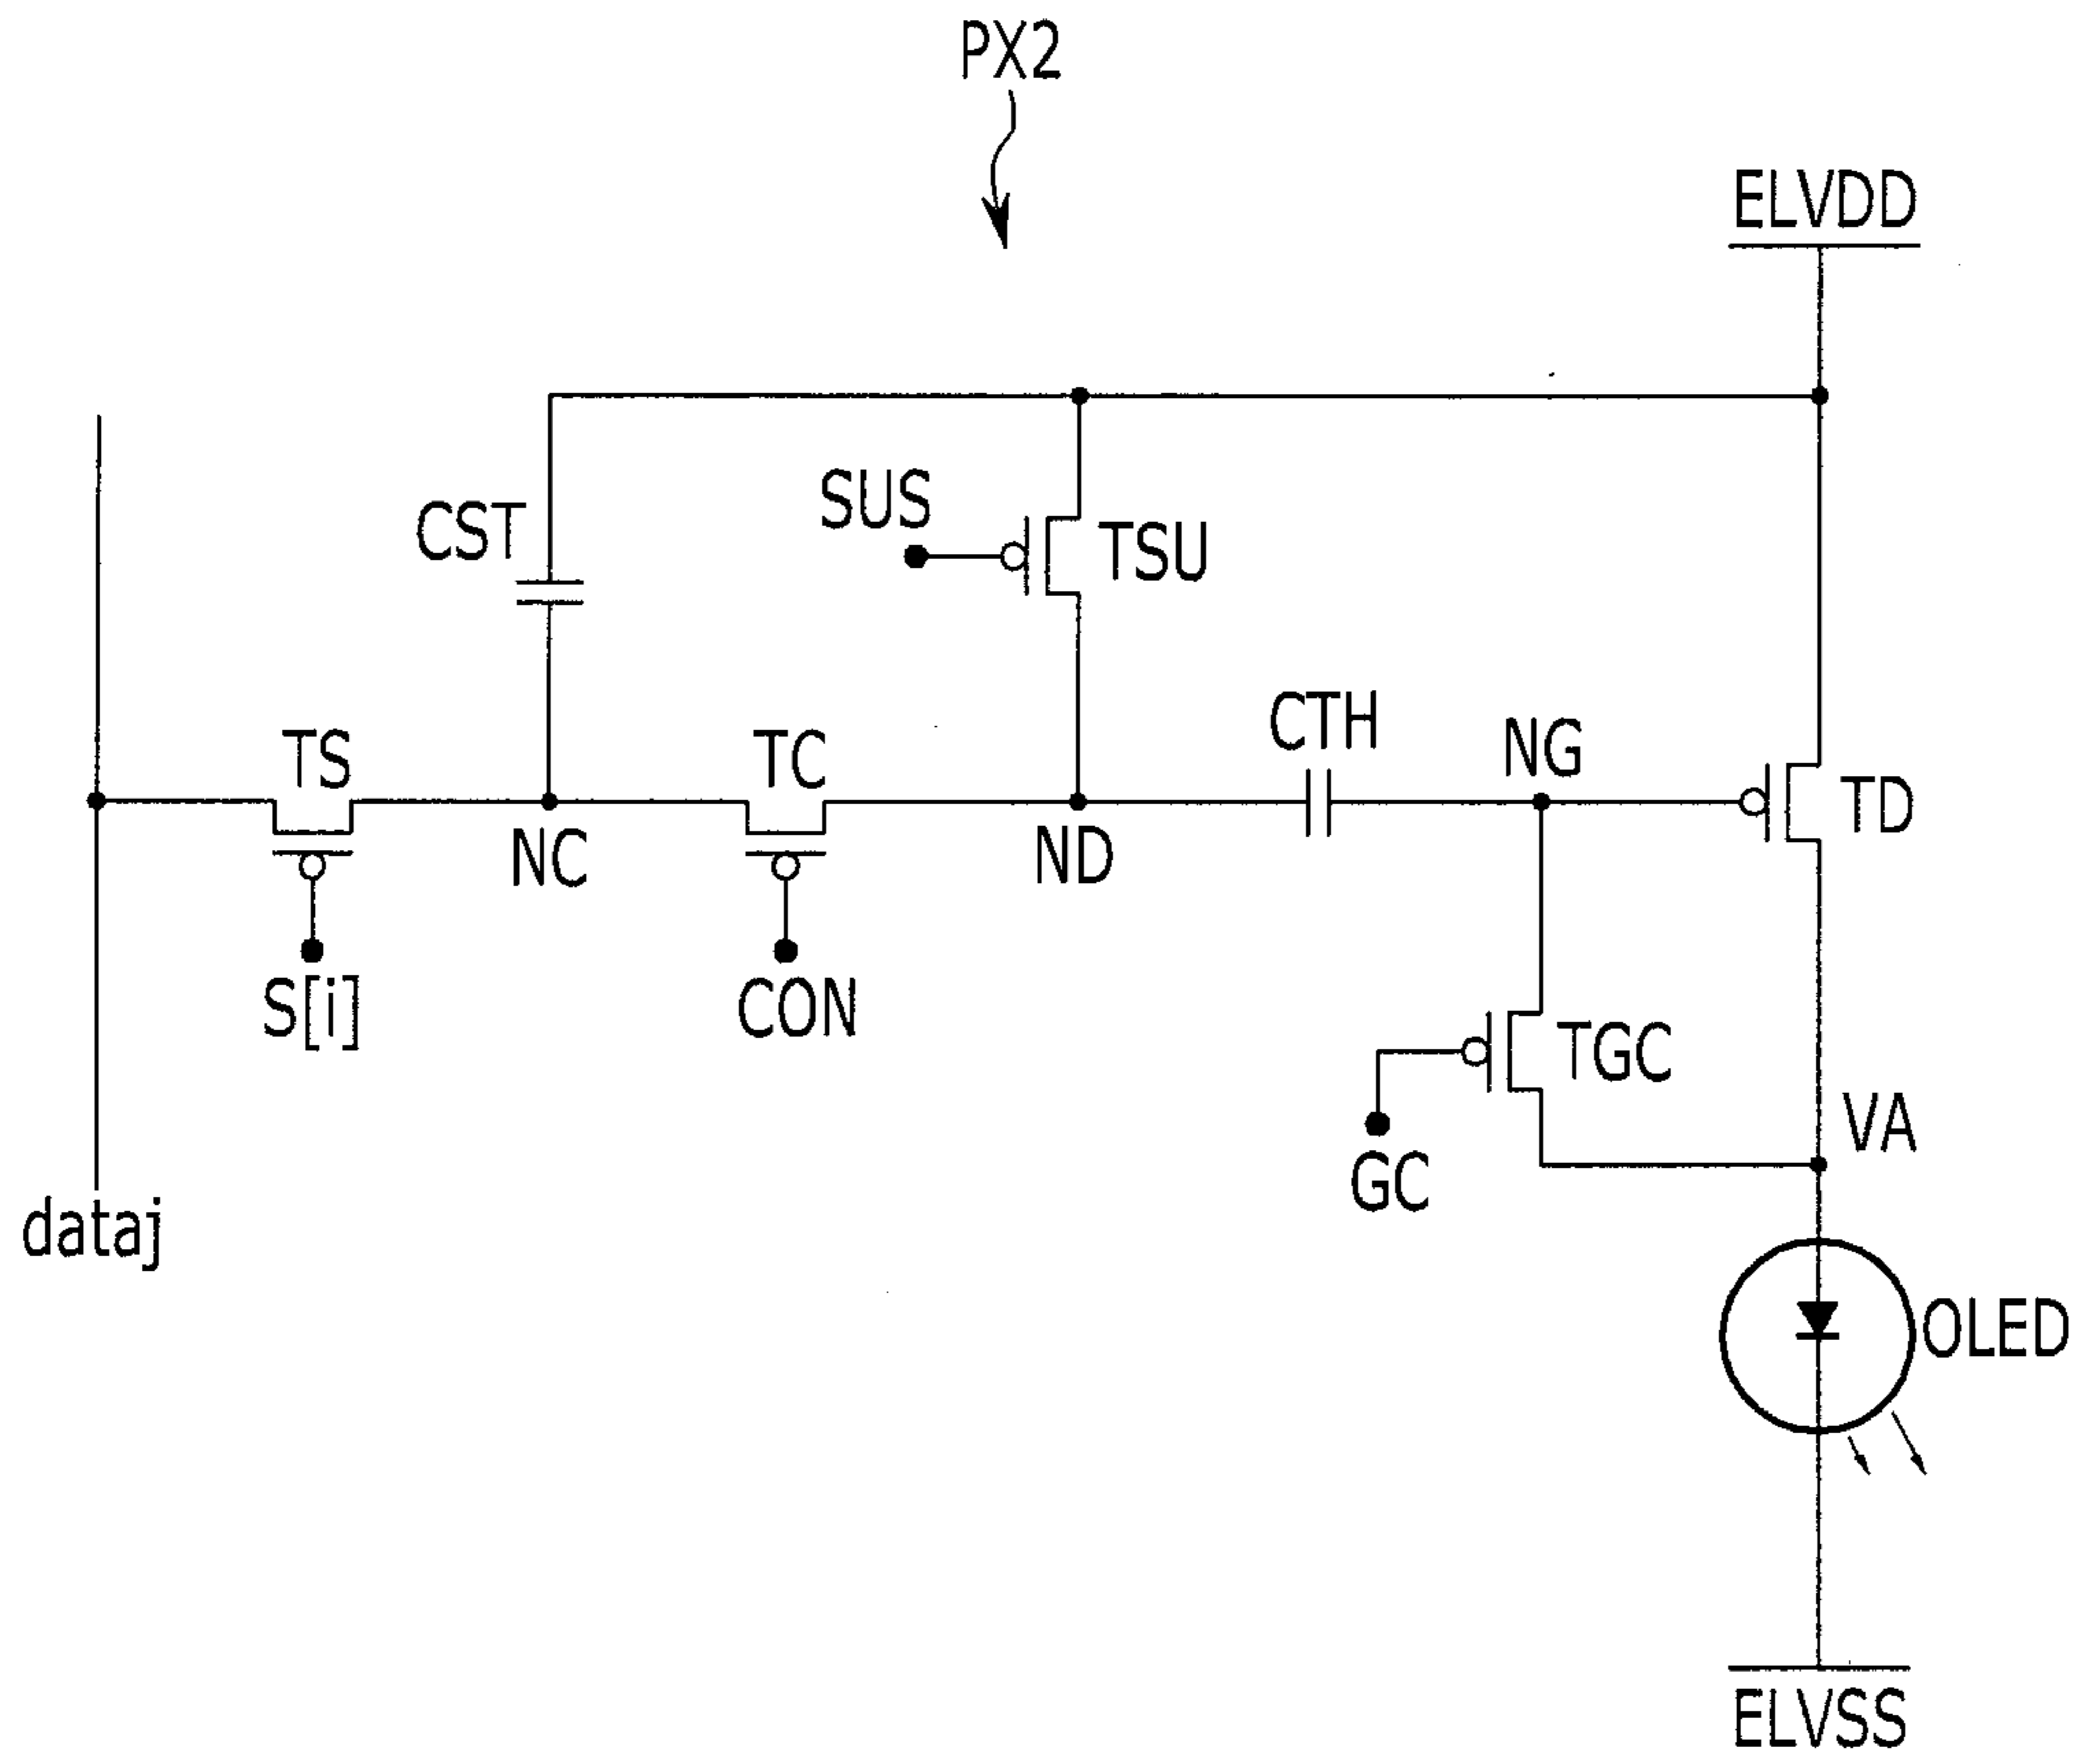 PX2
ELVDD
SUS
CST
TSU
CTH
NG
TS
TC
TD
NC
ND
S[i]
CON
TGC
VA
GC
dataj
OLED
ELVSS